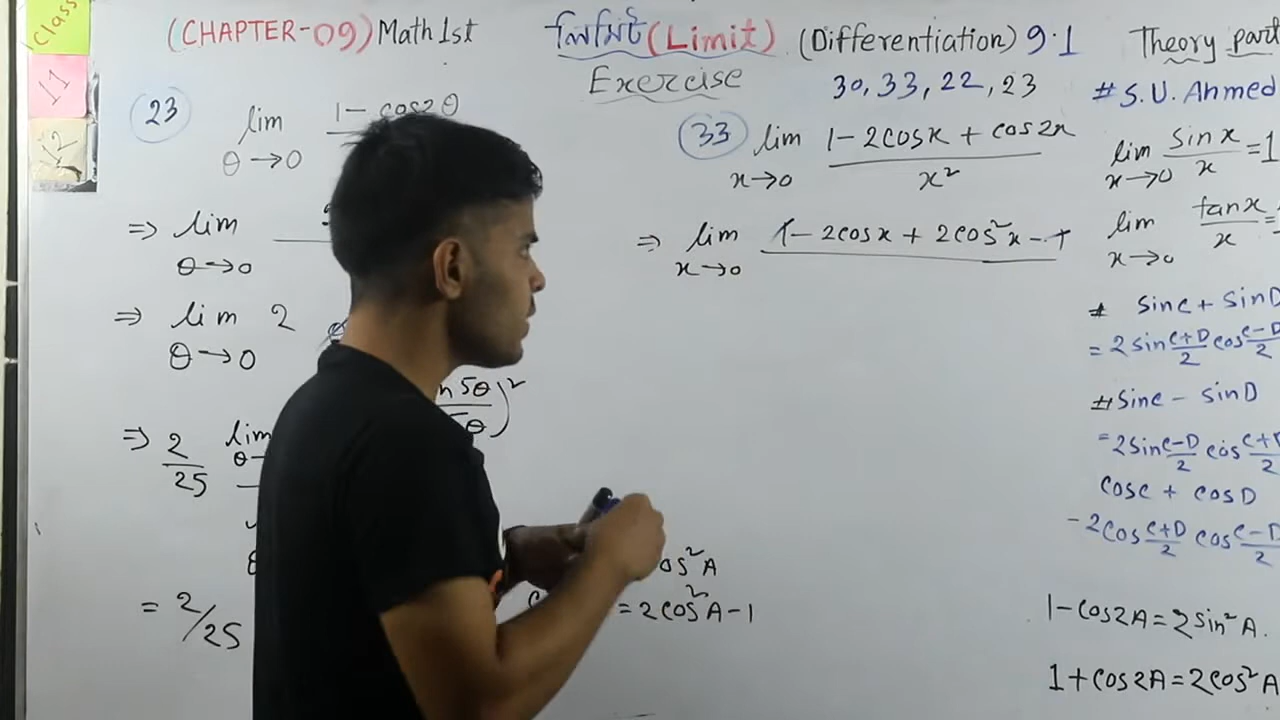 Class
11
12
(CHAPTER-09) Math 1st লিমিট (Limit) (Differentiation) 9.1 Theory part
Exercise 30, 33, 22, 23 # S.U. Ahmed
23 lim θ→0 1 - cos2θ
⇒ lim θ→0
⇒ lim θ→0 2
n 5θ
⇒ 2/25 lim
= 2/25
33 lim x→0 (1 - 2cosx + cos2x)/x²
⇒ lim x→0 1 - 2cosx + 2cos²x - 1
os²A
= 2cos²A - 1
lim x→0 sinx/x = 1
lim x→0 tanx/x =
* sinc + sinD
= 2sin (c+D)/2 cos (c-D)/2
# sinc - sinD
= 2sin (c-D)/2 cos (c+D)/2
cosc + cosD
- 2cos (c+D)/2 cos (c-D)/2
1 - cos2A = 2sin²A.
1 + cos2A = 2cos²A